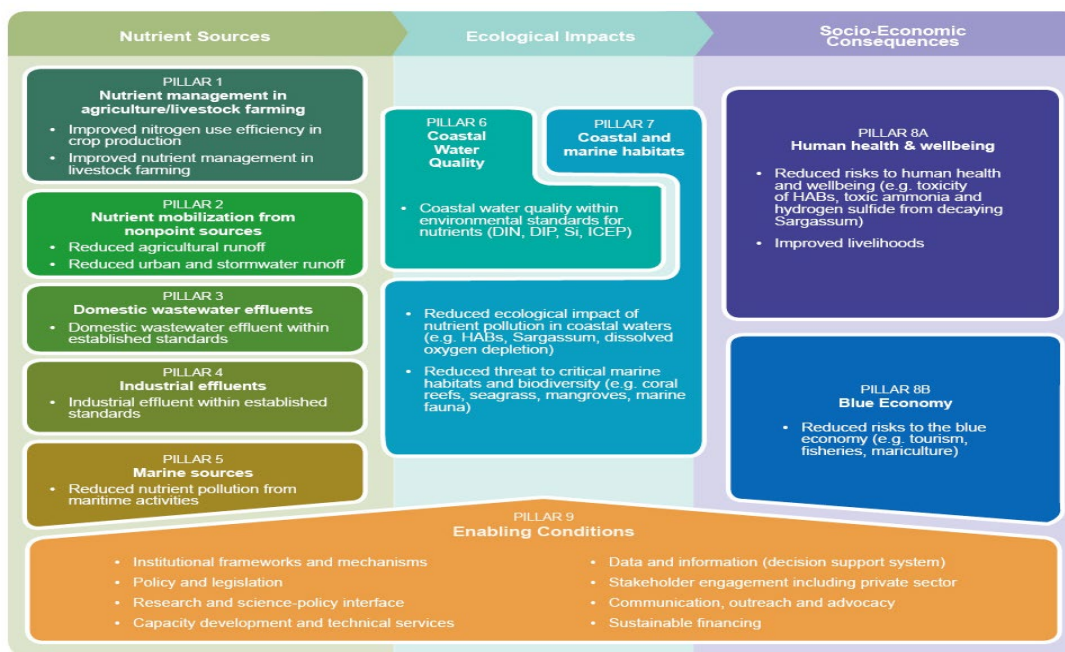 Nutrient Sources
Ecological Impacts
Socio-Economic
Consequences
PILLAR 1
Nutrient management in
agriculture/livestock farming
• Improved nitrogen use efficiency in
crop production
• Improved nutrient management in
livestock farming
PILLAR 2
Nutrient mobilization from
nonpoint sources
• Reduced agricultural runoff
• Reduced urban and stormwater runoff
PILLAR 3
Domestic wastewater effluents
• Domestic wastewater effluent within
established standards
PILLAR 4
Industrial effluents
• Industrial effluent within established
standards
PILLAR 5
Marine sources
• Reduced nutrient pollution from
maritime activities
PILLAR 6
Coastal
Water
Quality
• Coastal water quality within
environmental standards for
nutrients (DIN, DIP, Si, ICEP)
PILLAR 7
Coastal and
marine habitats
• Reduced ecological impact of
nutrient pollution in coastal waters
(e.g. HABs, Sargassum, dissolved
oxygen depletion)
• Reduced threat to critical marine
habitats and biodiversity (e.g. coral
reefs, seagrass, mangroves, marine
fauna)
PILLAR 8A
Human health & wellbeing
• Reduced risks to human health
and wellbeing (e.g. toxicity
of HABs, toxic ammonia and
hydrogen sulfide from decaying
Sargassum)
• Improved livelihoods
PILLAR 8B
Blue Economy
• Reduced risks to the blue
economy (e.g. tourism,
fisheries, mariculture)
PILLAR 9
Enabling Conditions
• Institutional frameworks and mechanisms
• Policy and legislation
• Research and science-policy interface
• Capacity development and technical services
• Data and information (decision support system)
• Stakeholder engagement including private sector
• Communication, outreach and advocacy
• Sustainable financing